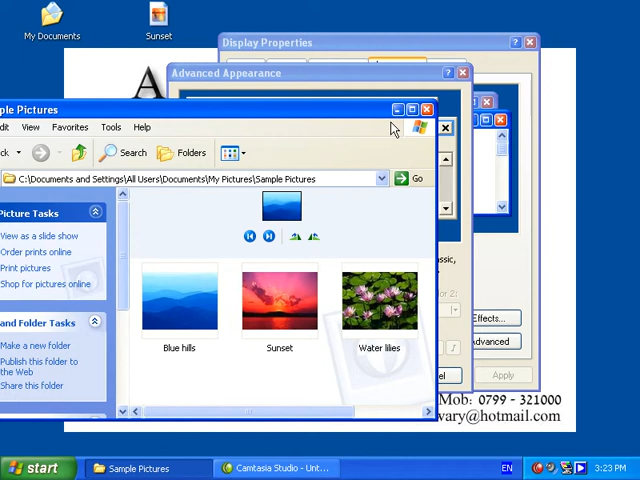 My Documents
Sunset
Display Properties
Advanced Appearance
ple Pictures
dit View Favorites Tools Help
ck Search Folders
C:\Documents and Settings\All Users\Documents\My Pictures\Sample Pictures Go
Picture Tasks
View as a slide show
Order prints online
Print pictures
Shop for pictures online
and Folder Tasks
Make a new folder
Publish this folder to
the Web
Share this folder
Blue hills
Sunset
Water lilies
assic,
or 2:
Effects...
Advanced
Apply
A
Mob: 0799 - 321000
wary@hotmail.com
start
Sample Pictures
Camtasia Studio - Unt...
EN
3:23 PM